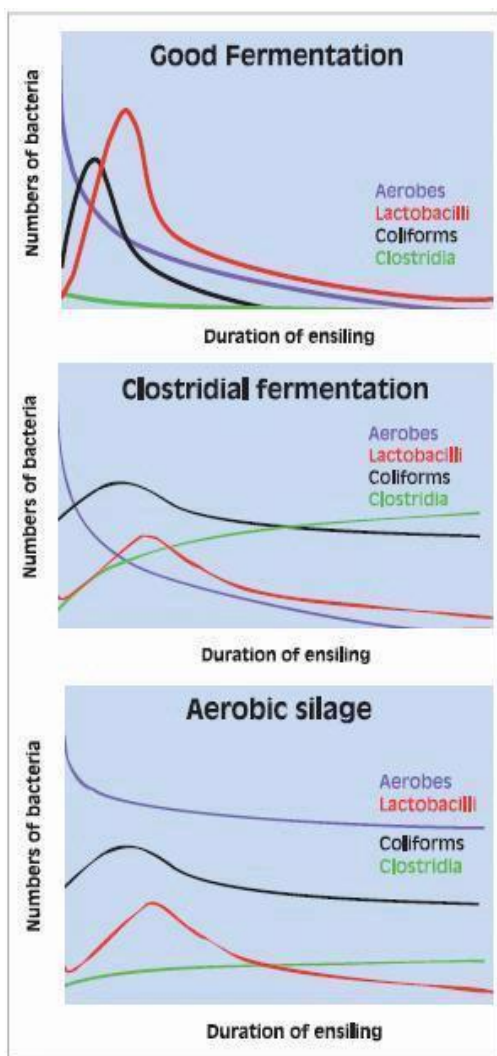 Good Fermentation
Numbers of bacteria
Aerobes
Lactobacilli
Coliforms
Clostridia
Duration of ensiling
Clostridial fermentation
Numbers of bacteria
Aerobes
Lactobacilli
Coliforms
Clostridia
Duration of ensiling
Aerobic silage
Numbers of bacteria
Aerobes
Lactobacilli
Coliforms
Clostridia
Duration of ensiling